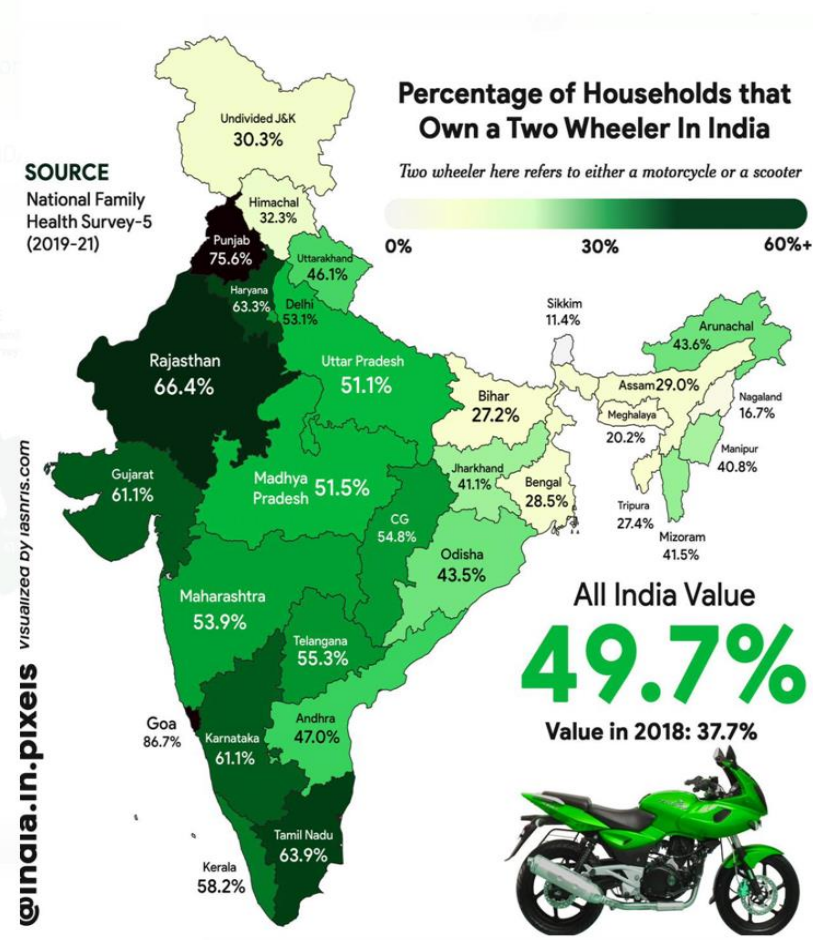 Percentage of Households that
Own a Two Wheeler In India
Two wheeler here refers to either a motorcycle or a scooter
0%
30%
60%+
SOURCE
National Family
Health Survey-5
(2019-21)
Undivided J&K
30.3%
Himachal
32.3%
Punjab
75.6%
Uttarakhand
46.1%
Haryana
63.3%
Delhi
53.1%
Rajasthan
66.4%
Uttar Pradesh
51.1%
Bihar
27.2%
Sikkim
11.4%
Arunachal
43.6%
Assam 29.0%
Nagaland
16.7%
Meghalaya
20.2%
Manipur
40.8%
Tripura
27.4%
Mizoram
41.5%
Gujarat
61.1%
Madhya
Pradesh
51.5%
Jharkhand
41.1%
Bengal
28.5%
CG
54.8%
Odisha
43.5%
Maharashtra
53.9%
Telangana
55.3%
Goa
86.7%
Karnataka
61.1%
Andhra
47.0%
Tamil Nadu
63.9%
Kerala
58.2%
All India Value
49.7%
Value in 2018: 37.7%
@india.in.pixels visualized by iashris.com